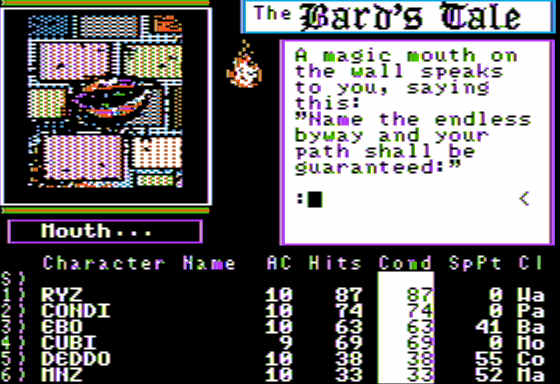 The Bard's Tale
A magic mouth on
the wall speaks
to you, saying
this:
"Name the endless
byway and your
path shall be
guaranteed:"
: <
Mouth...
Character Name AC Hits Cond SpPt Cl
S)
1) RYZ 10 87 87 0 Wa
2) CONDI 10 74 74 0 Pa
3) EBO 10 63 63 41 Ba
4) CUBI 9 69 69 0 Mo
5) DEDDO 10 38 38 55 Co
6) MNZ 10 33 33 52 Ma